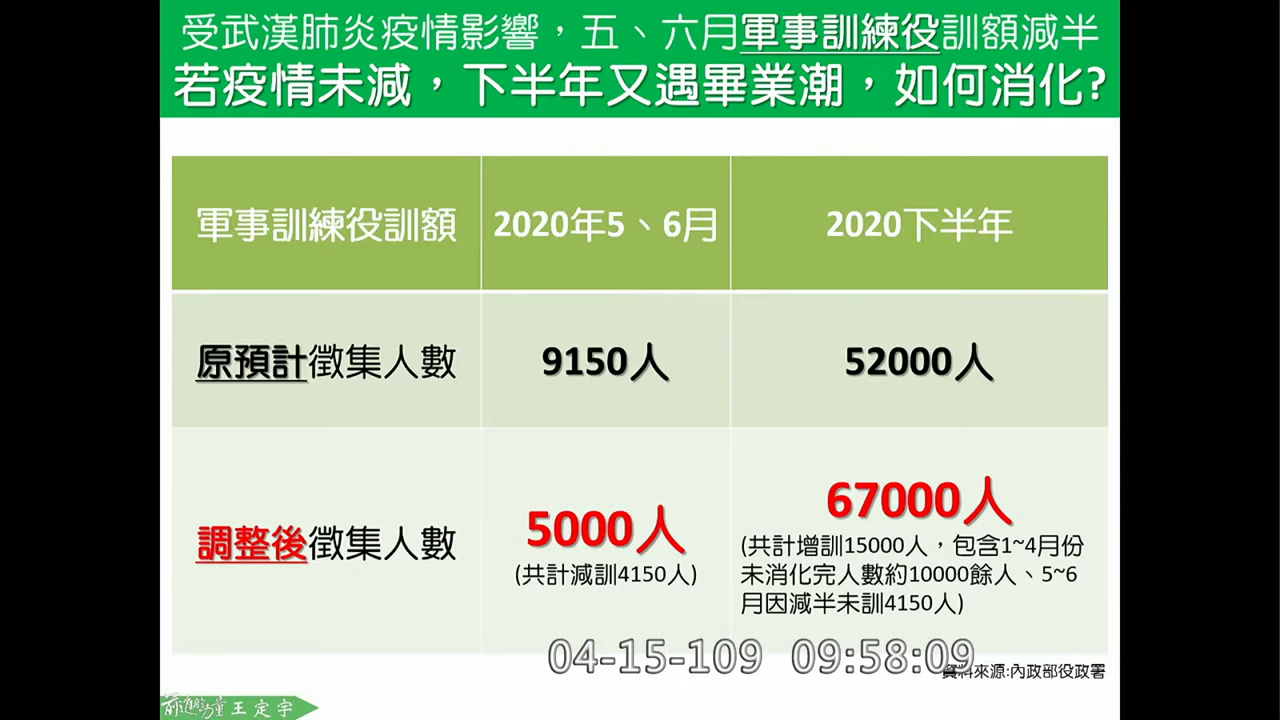 受武漢肺炎疫情影響，五、六月軍事訓練役訓額減半
若疫情未減，下半年又遇畢業潮，如何消化?
軍事訓練役訓額
2020年5、6月
2020下半年
原預計徵集人數
9150人
52000人
調整後徵集人數
5000人
(共計減訓4150人)
67000人
(共計增訓15000人，包含1~4月份
未消化完人數約10000餘人、5~6
月因減半未訓4150人)
04-15-109 09:58:09
資料來源:內政部役政署
王定宇